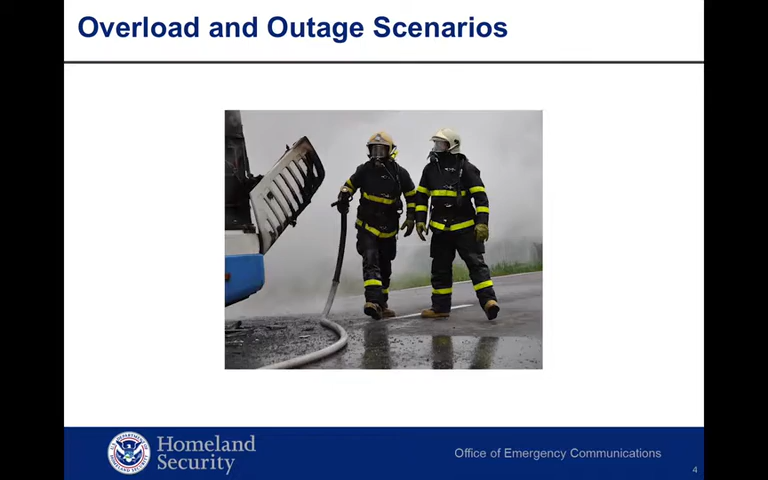 Overload and Outage Scenarios
Homeland
Security
Office of Emergency Communications
4